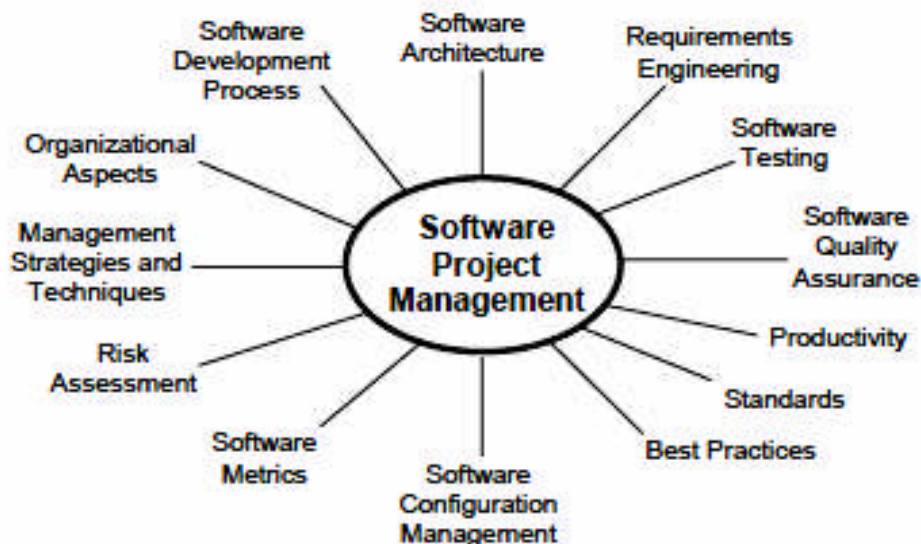 Software
Architecture
Requirements
Engineering
Software
Testing
Software
Quality
Assurance
Productivity
Standards
Best Practices
Software
Configuration
Management
Software
Metrics
Risk
Assessment
Management
Strategies and
Techniques
Organizational
Aspects
Software
Development
Process
Software
Project
Management